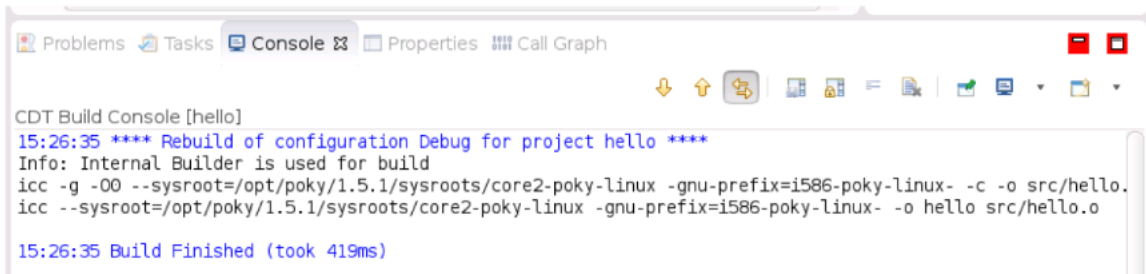 Problems Tasks Console Properties Call Graph
CDT Build Console [hello]
15:26:35 **** Rebuild of configuration Debug for project hello ****
Info: Internal Builder is used for build
icc -g -O0 --sysroot=/opt/poky/1.5.1/sysroots/core2-poky-linux -gnu-prefix=i586-poky-linux- -c -o src/hello.
icc --sysroot=/opt/poky/1.5.1/sysroots/core2-poky-linux -gnu-prefix=i586-poky-linux- -o hello src/hello.o
15:26:35 Build Finished (took 419ms)